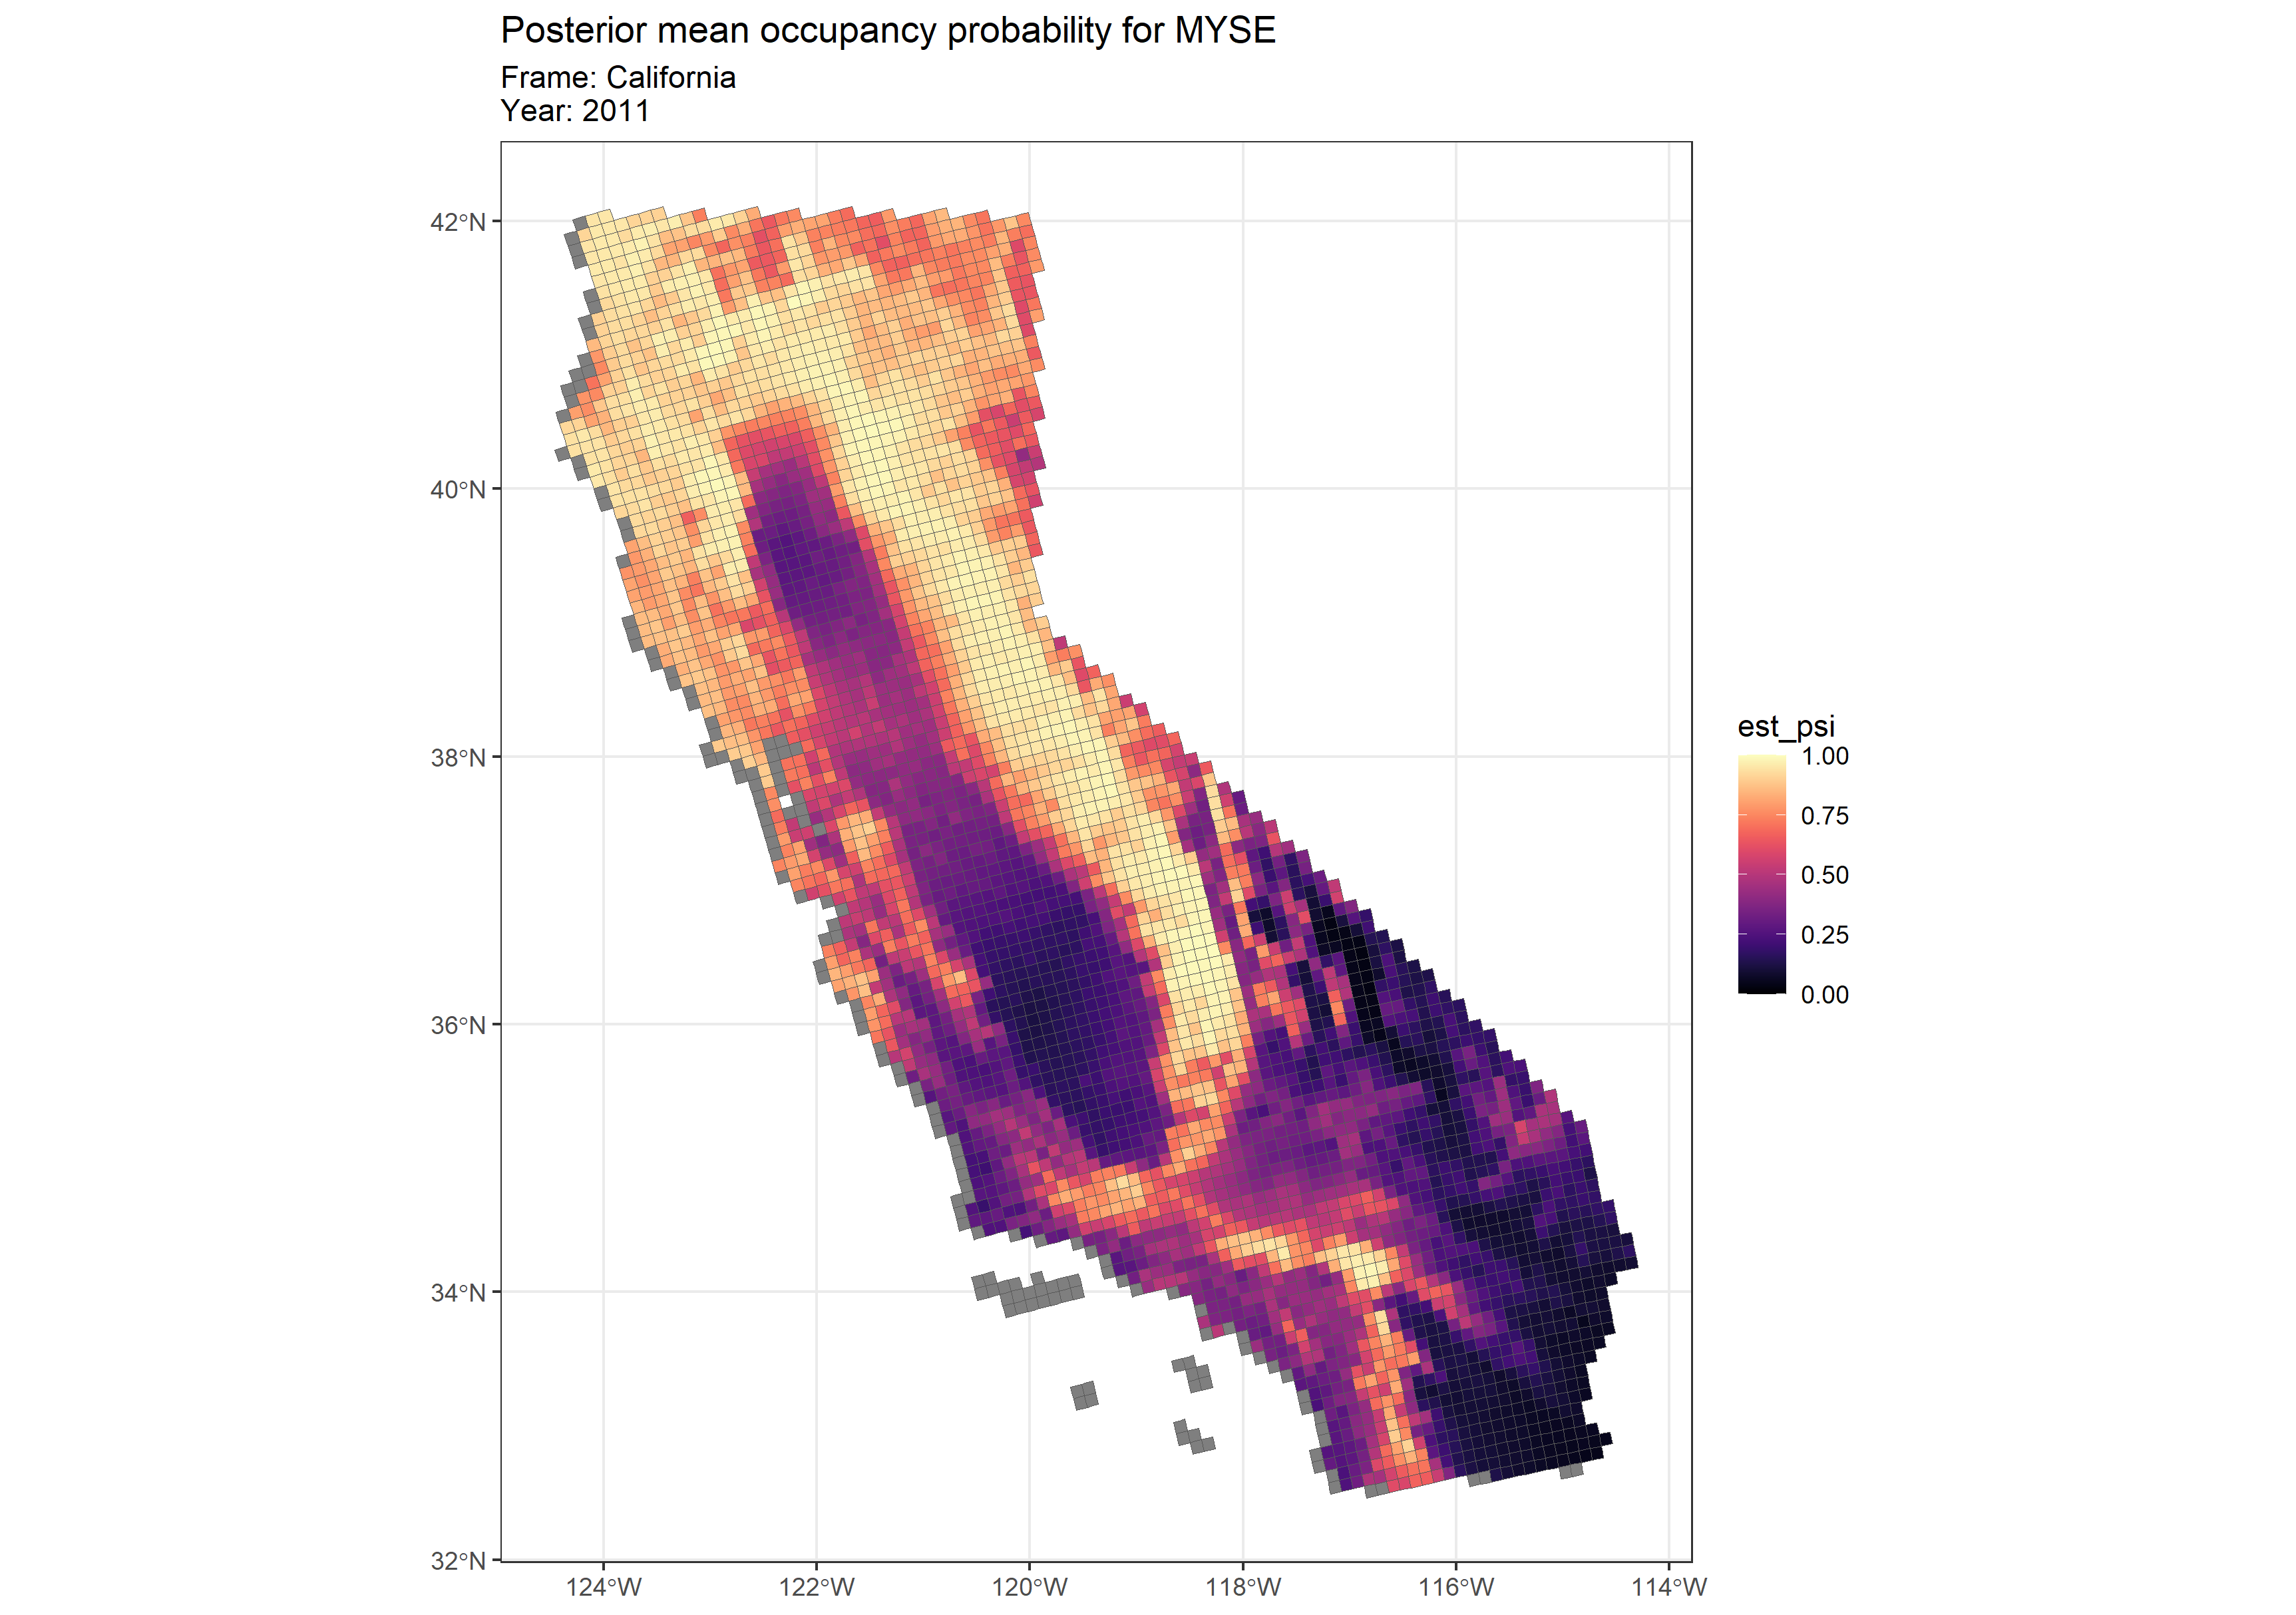 Posterior mean occupancy probability for MYSE
Frame: California
Year: 2011
42°N
40°N
38°N
36°N
34°N
32°N
124°W
122°W
120°W
118°W
116°W
114°W
est_psi
1.00
0.75
0.50
0.25
0.00